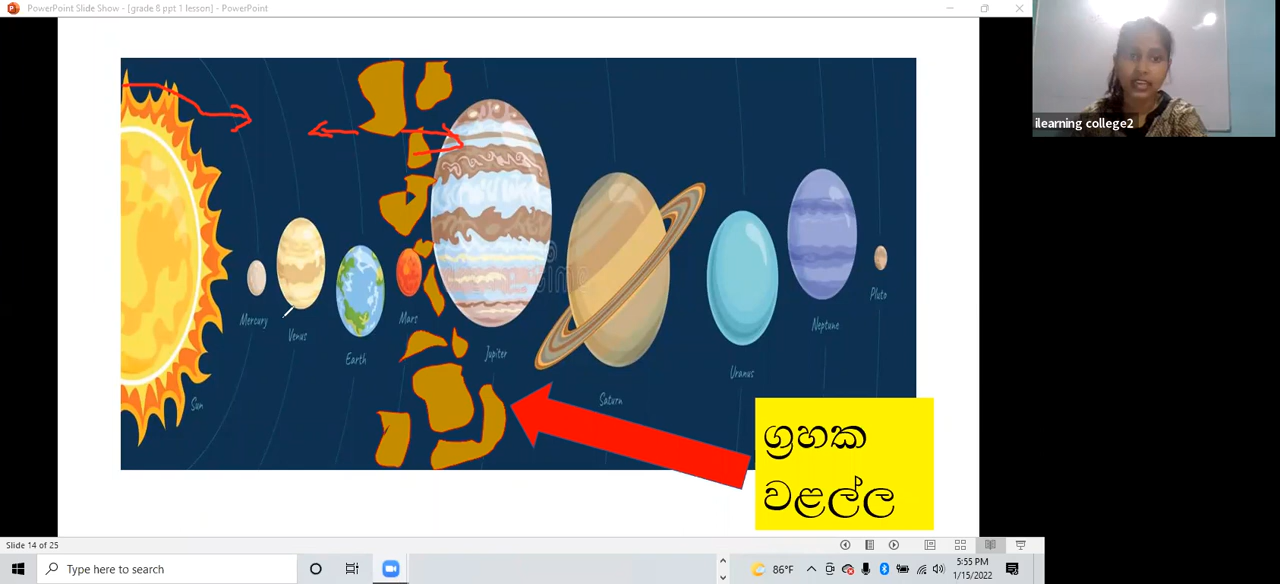 PowerPoint Slide Show - [grade 8 ppt 1 lesson] - PowerPoint
ilearning college2
Mercury
Venus
Mars
Earth
Sun
Jupiter
Saturn
Uranus
Neptune
Pluto
ග්‍රහක
වළල්ල
Slide 14 of 25
Type here to search
86°F
5:55 PM
1/15/2022